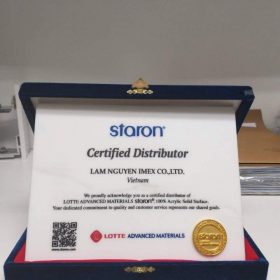 staron®
Certified Distributor
LAM NGUYEN IMEX CO.,LTD.
Vietnam
We proudly acknowledge you as a certified distributor of
LOTTE ADVANCED MATERIALS staron® 100% Acrylic Solid Surface.
Your dedicated commitment to quality and customer service represents our shared goals.
LOTTE ADVANCED MATERIALS
staron